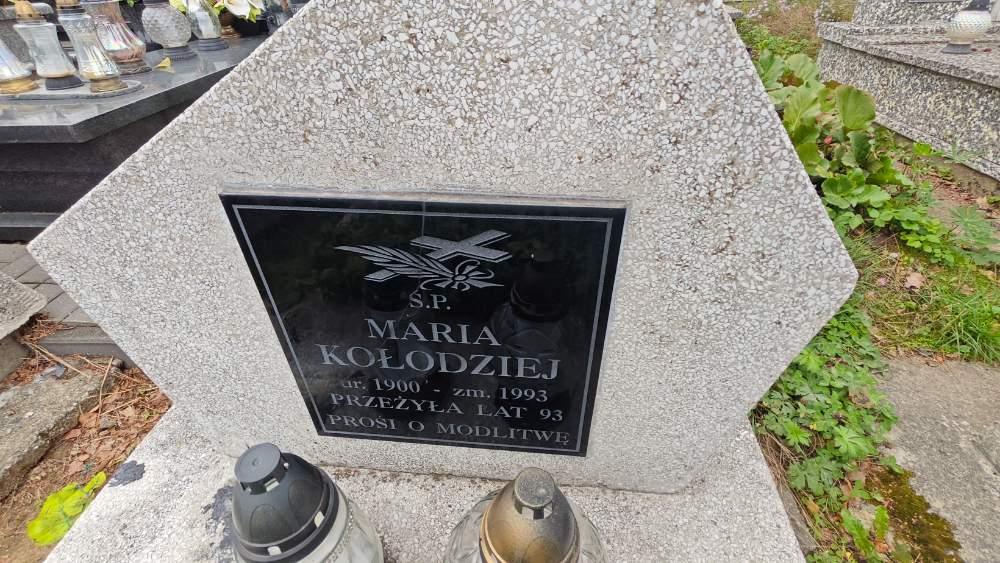 Ś.P.
MARIA
KOŁODZIEJ
ur. 1900 zm. 1993
PRZEŻYŁA LAT 93
PROSI O MODLITWĘ